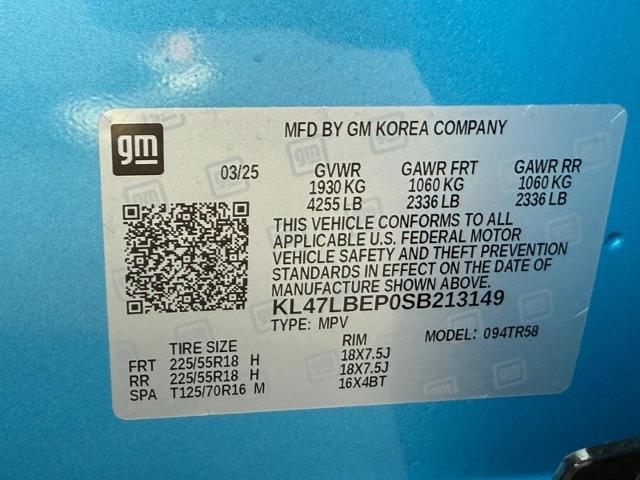 gm
MFD BY GM KOREA COMPANY
03/25 GVWR GAWR FRT GAWR RR
1930 KG 1060 KG 1060 KG
4255 LB 2336 LB 2336 LB
THIS VEHICLE CONFORMS TO ALL
APPLICABLE U.S. FEDERAL MOTOR
VEHICLE SAFETY AND THEFT PREVENTION
STANDARDS IN EFFECT ON THE DATE OF
MANUFACTURE SHOWN ABOVE.
KL47LBEP0SB213149
TYPE: MPV MODEL: 094TR58
TIRE SIZE RIM
FRT 225/55R18 H 18X7.5J
RR 225/55R18 H 18X7.5J
SPA T125/70R16 M 16X4BT